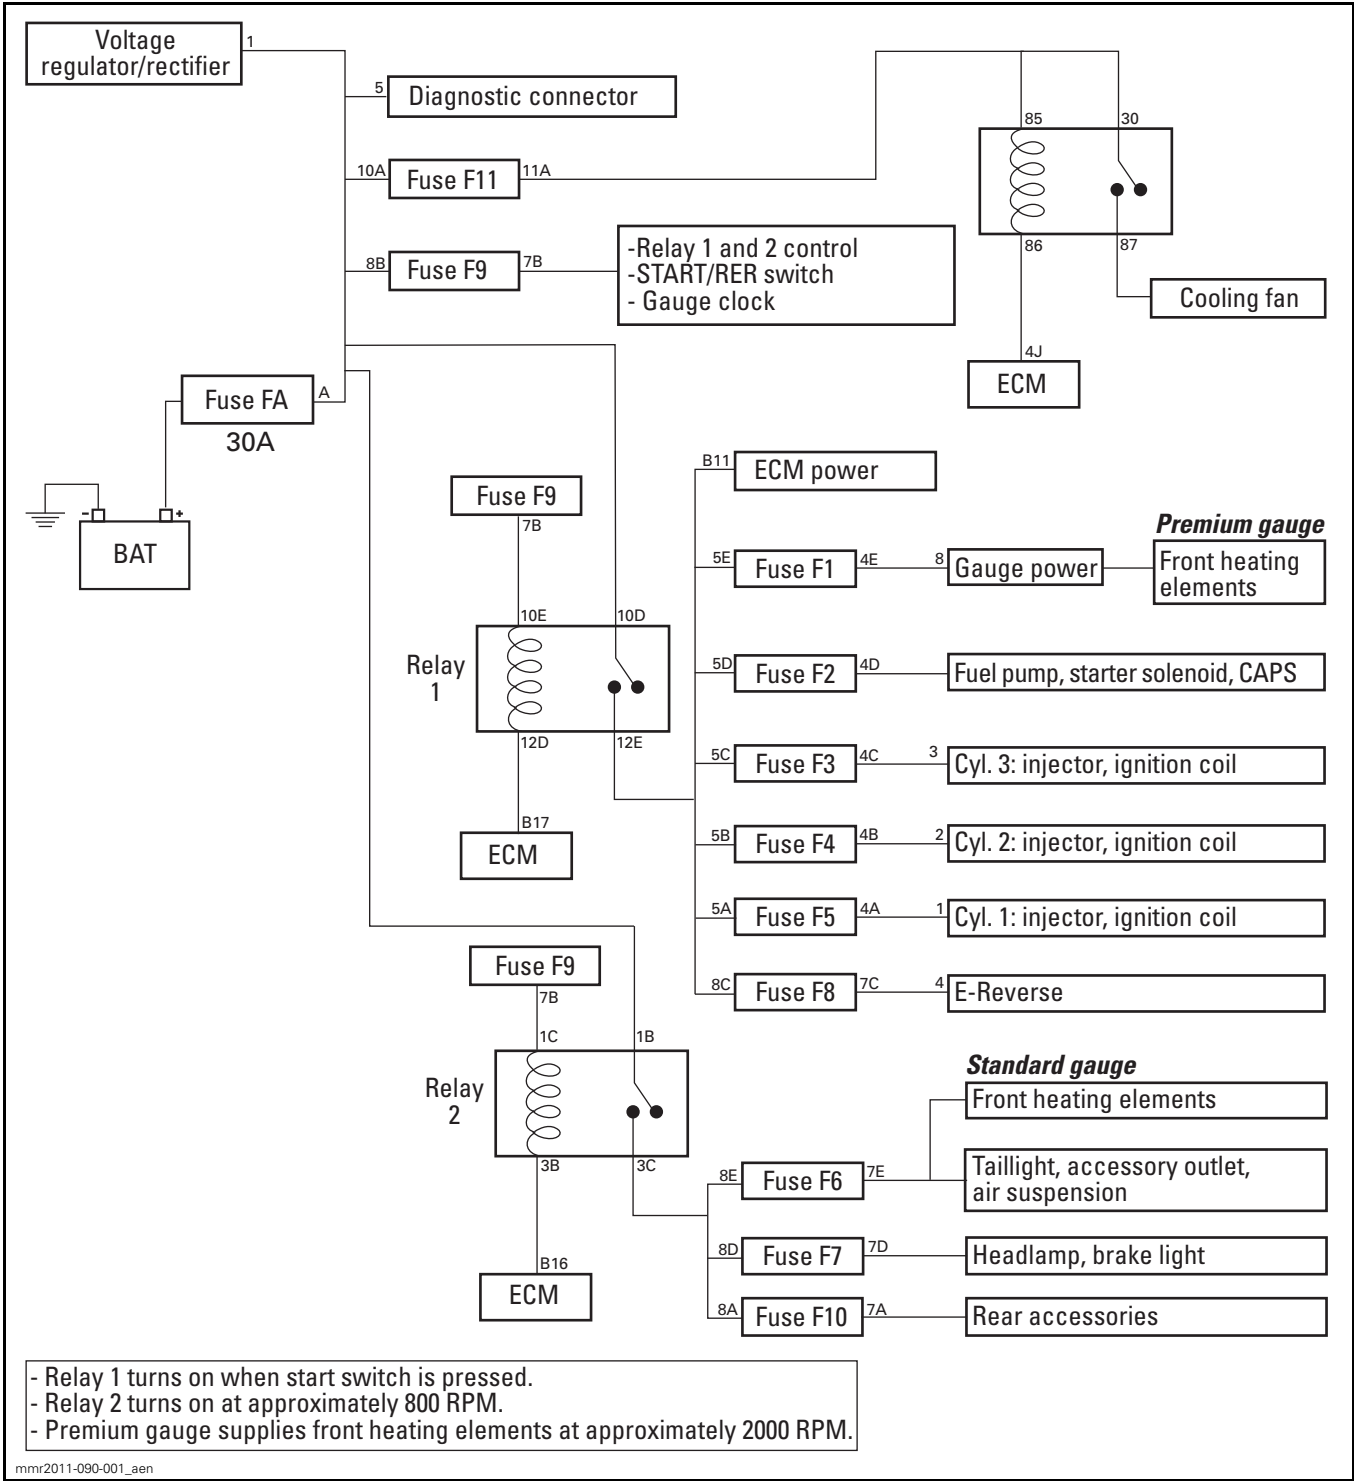 Voltage
regulator/rectifier
1
5
Diagnostic connector
10A
Fuse F11
11A
85
30
86
87
Cooling fan
4J
ECM
8B
Fuse F9
7B
-Relay 1 and 2 control
-START/RER switch
- Gauge clock
Fuse FA
A
30A
-
+
BAT
Fuse F9
7B
10E
10D
Relay
1
12D
12E
B17
ECM
B11
ECM power
Premium gauge
5E
Fuse F1
4E
8
Gauge power
Front heating
elements
5D
Fuse F2
4D
Fuel pump, starter solenoid, CAPS
5C
Fuse F3
4C
3
Cyl. 3: injector, ignition coil
5B
Fuse F4
4B
2
Cyl. 2: injector, ignition coil
5A
Fuse F5
4A
1
Cyl. 1: injector, ignition coil
8C
Fuse F8
7C
4
E-Reverse
Fuse F9
7B
1C
1B
Relay
2
3B
3C
B16
ECM
Standard gauge
Front heating elements
8E
Fuse F6
7E
Taillight, accessory outlet,
air suspension
8D
Fuse F7
7D
Headlamp, brake light
8A
Fuse F10
7A
Rear accessories
- Relay 1 turns on when start switch is pressed.
- Relay 2 turns on at approximately 800 RPM.
- Premium gauge supplies front heating elements at approximately 2000 RPM.
mmr2011-090-001_aen